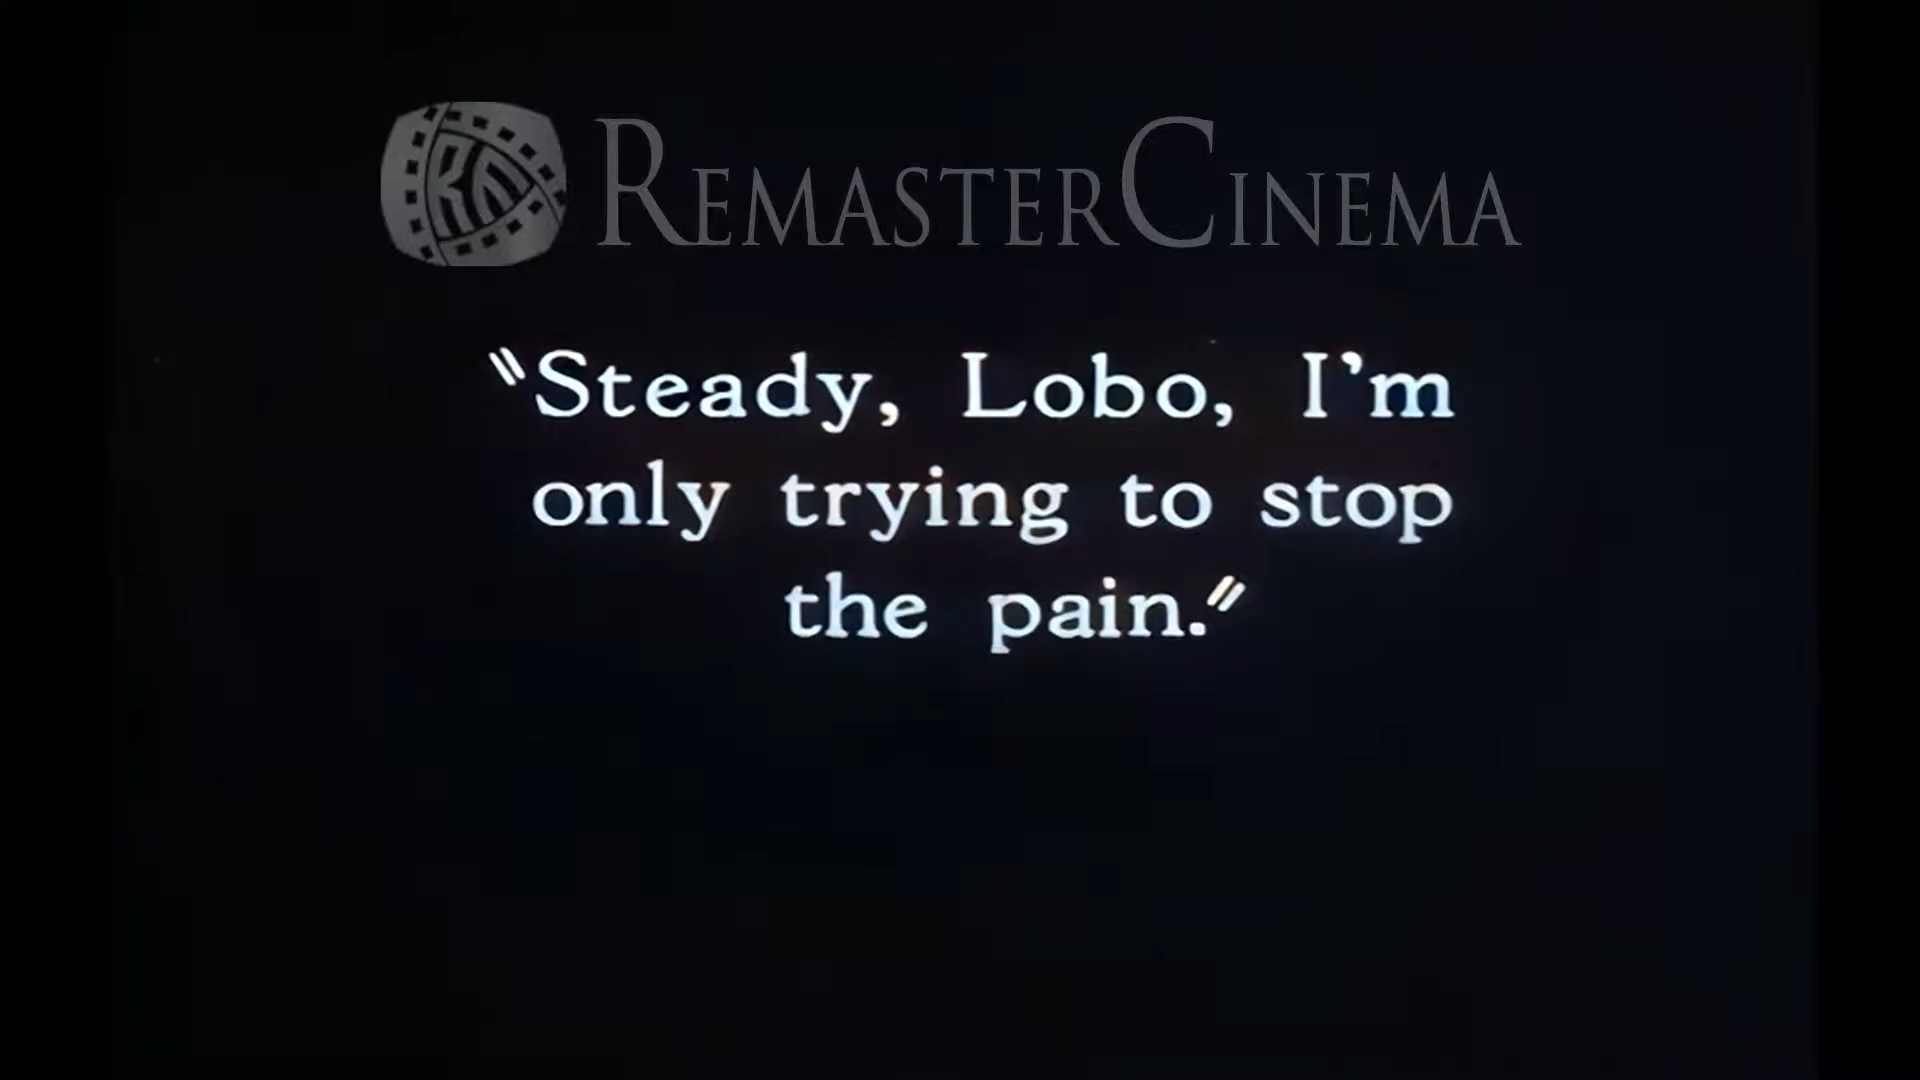 REMASTERCINEMA
"Steady, Lobo, I'm
only trying to stop
the pain."